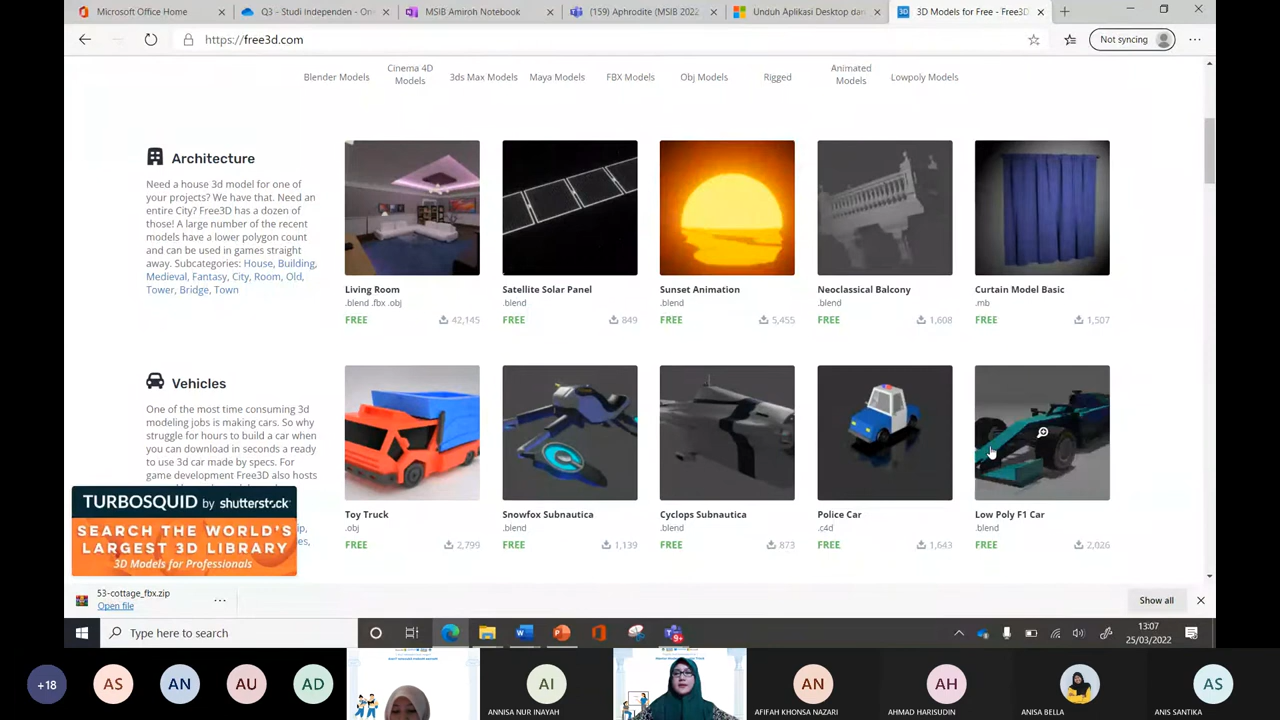 Microsoft Office Home
Q3 - Studi Independen - On
MSIB Amiroh Notebook
(159) Aphrodite (MSIB 2022
Unduh Aplikasi Desktop dan
3D Models for Free - Free3D
https://free3d.com
Not syncing
Blender Models
Cinema 4D
Models
3ds Max Models
Maya Models
FBX Models
Obj Models
Rigged
Animated
Models
Lowpoly Models
Architecture
Need a house 3d model for one of
your projects? We have that. Need an
entire City? Free3D has a dozen of
those! A large number of the recent
models have a lower polygon count
and can be used in games straight
away. Subcategories: House, Building,
Medieval, Fantasy, City, Room, Old,
Tower, Bridge, Town
Living Room
.blend .fbx .obj
FREE 42,145
Satellite Solar Panel
.blend
FREE 849
Sunset Animation
.blend
FREE 5,455
Neoclassical Balcony
.blend
FREE 1,608
Curtain Model Basic
.mb
FREE 1,507
Vehicles
One of the most time consuming 3d
modeling jobs is making cars. So why
struggle for hours to build a car when
you can download in seconds a ready
to use 3d car made by specs. For
game development Free3D also hosts
Toy Truck
.obj
FREE 2,799
Snowfox Subnautica
.blend
FREE 1,139
Cyclops Subnautica
.blend
FREE 873
Police Car
.c4d
FREE 1,643
Low Poly F1 Car
.blend
FREE 2,026
TURBOSQUID by shutterstock
SEARCH THE WORLD'S
LARGEST 3D LIBRARY
3D Models for Professionals
53-cottage_fbx.zip
Open file
Show all
Type here to search
13:07
25/03/2022
+18
AS
AN
AU
AD
AI
ANNISA NUR INAYAH
AN
AFIFAH KHONSA NAZARI
AH
AHMAD HARISUDIN
ANISA BELLA
AS
ANIS SANTIKA